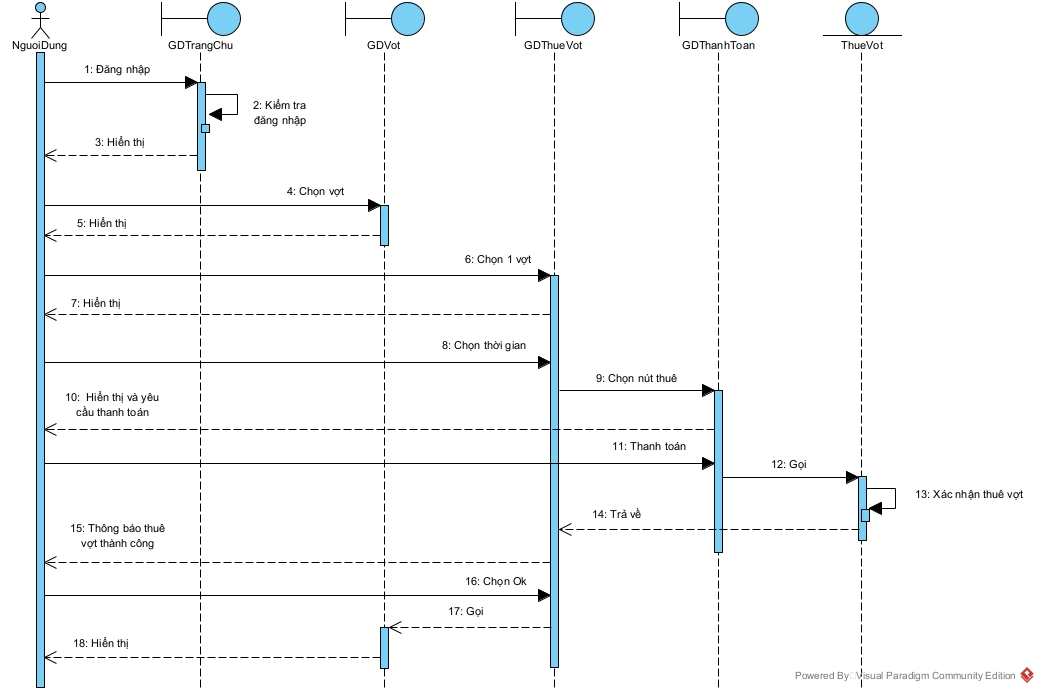 NguoiDung
GDTrangChu
GDVot
GDThueVot
GDThanhToan
ThueVot
1: Đăng nhập
2: Kiểm tra
đăng nhập
3: Hiển thị
4: Chọn vợt
5: Hiển thị
6: Chọn 1 vợt
7: Hiển thị
8: Chọn thời gian
9: Chọn nút thuê
10: Hiển thị và yêu
cầu thanh toán
11: Thanh toán
12: Gọi
13: Xác nhận thuê vợt
14: Trả về
15: Thông báo thuê
vợt thành công
16: Chọn Ok
17: Gọi
18: Hiển thị
Powered By Visual Paradigm Community Edition